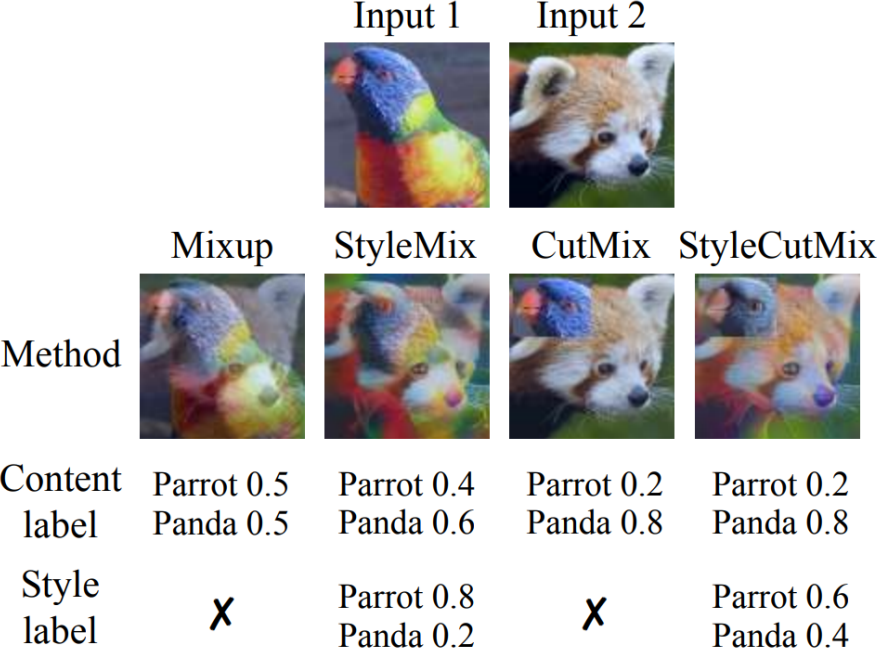 Input 1 Input 2
Mixup StyleMix CutMix StyleCutMix
Method
Content label
Parrot 0.5 Parrot 0.4 Parrot 0.2 Parrot 0.2
Panda 0.5 Panda 0.6 Panda 0.8 Panda 0.8
Style label
✗ Parrot 0.8 ✗ Parrot 0.6
Panda 0.2 Panda 0.4